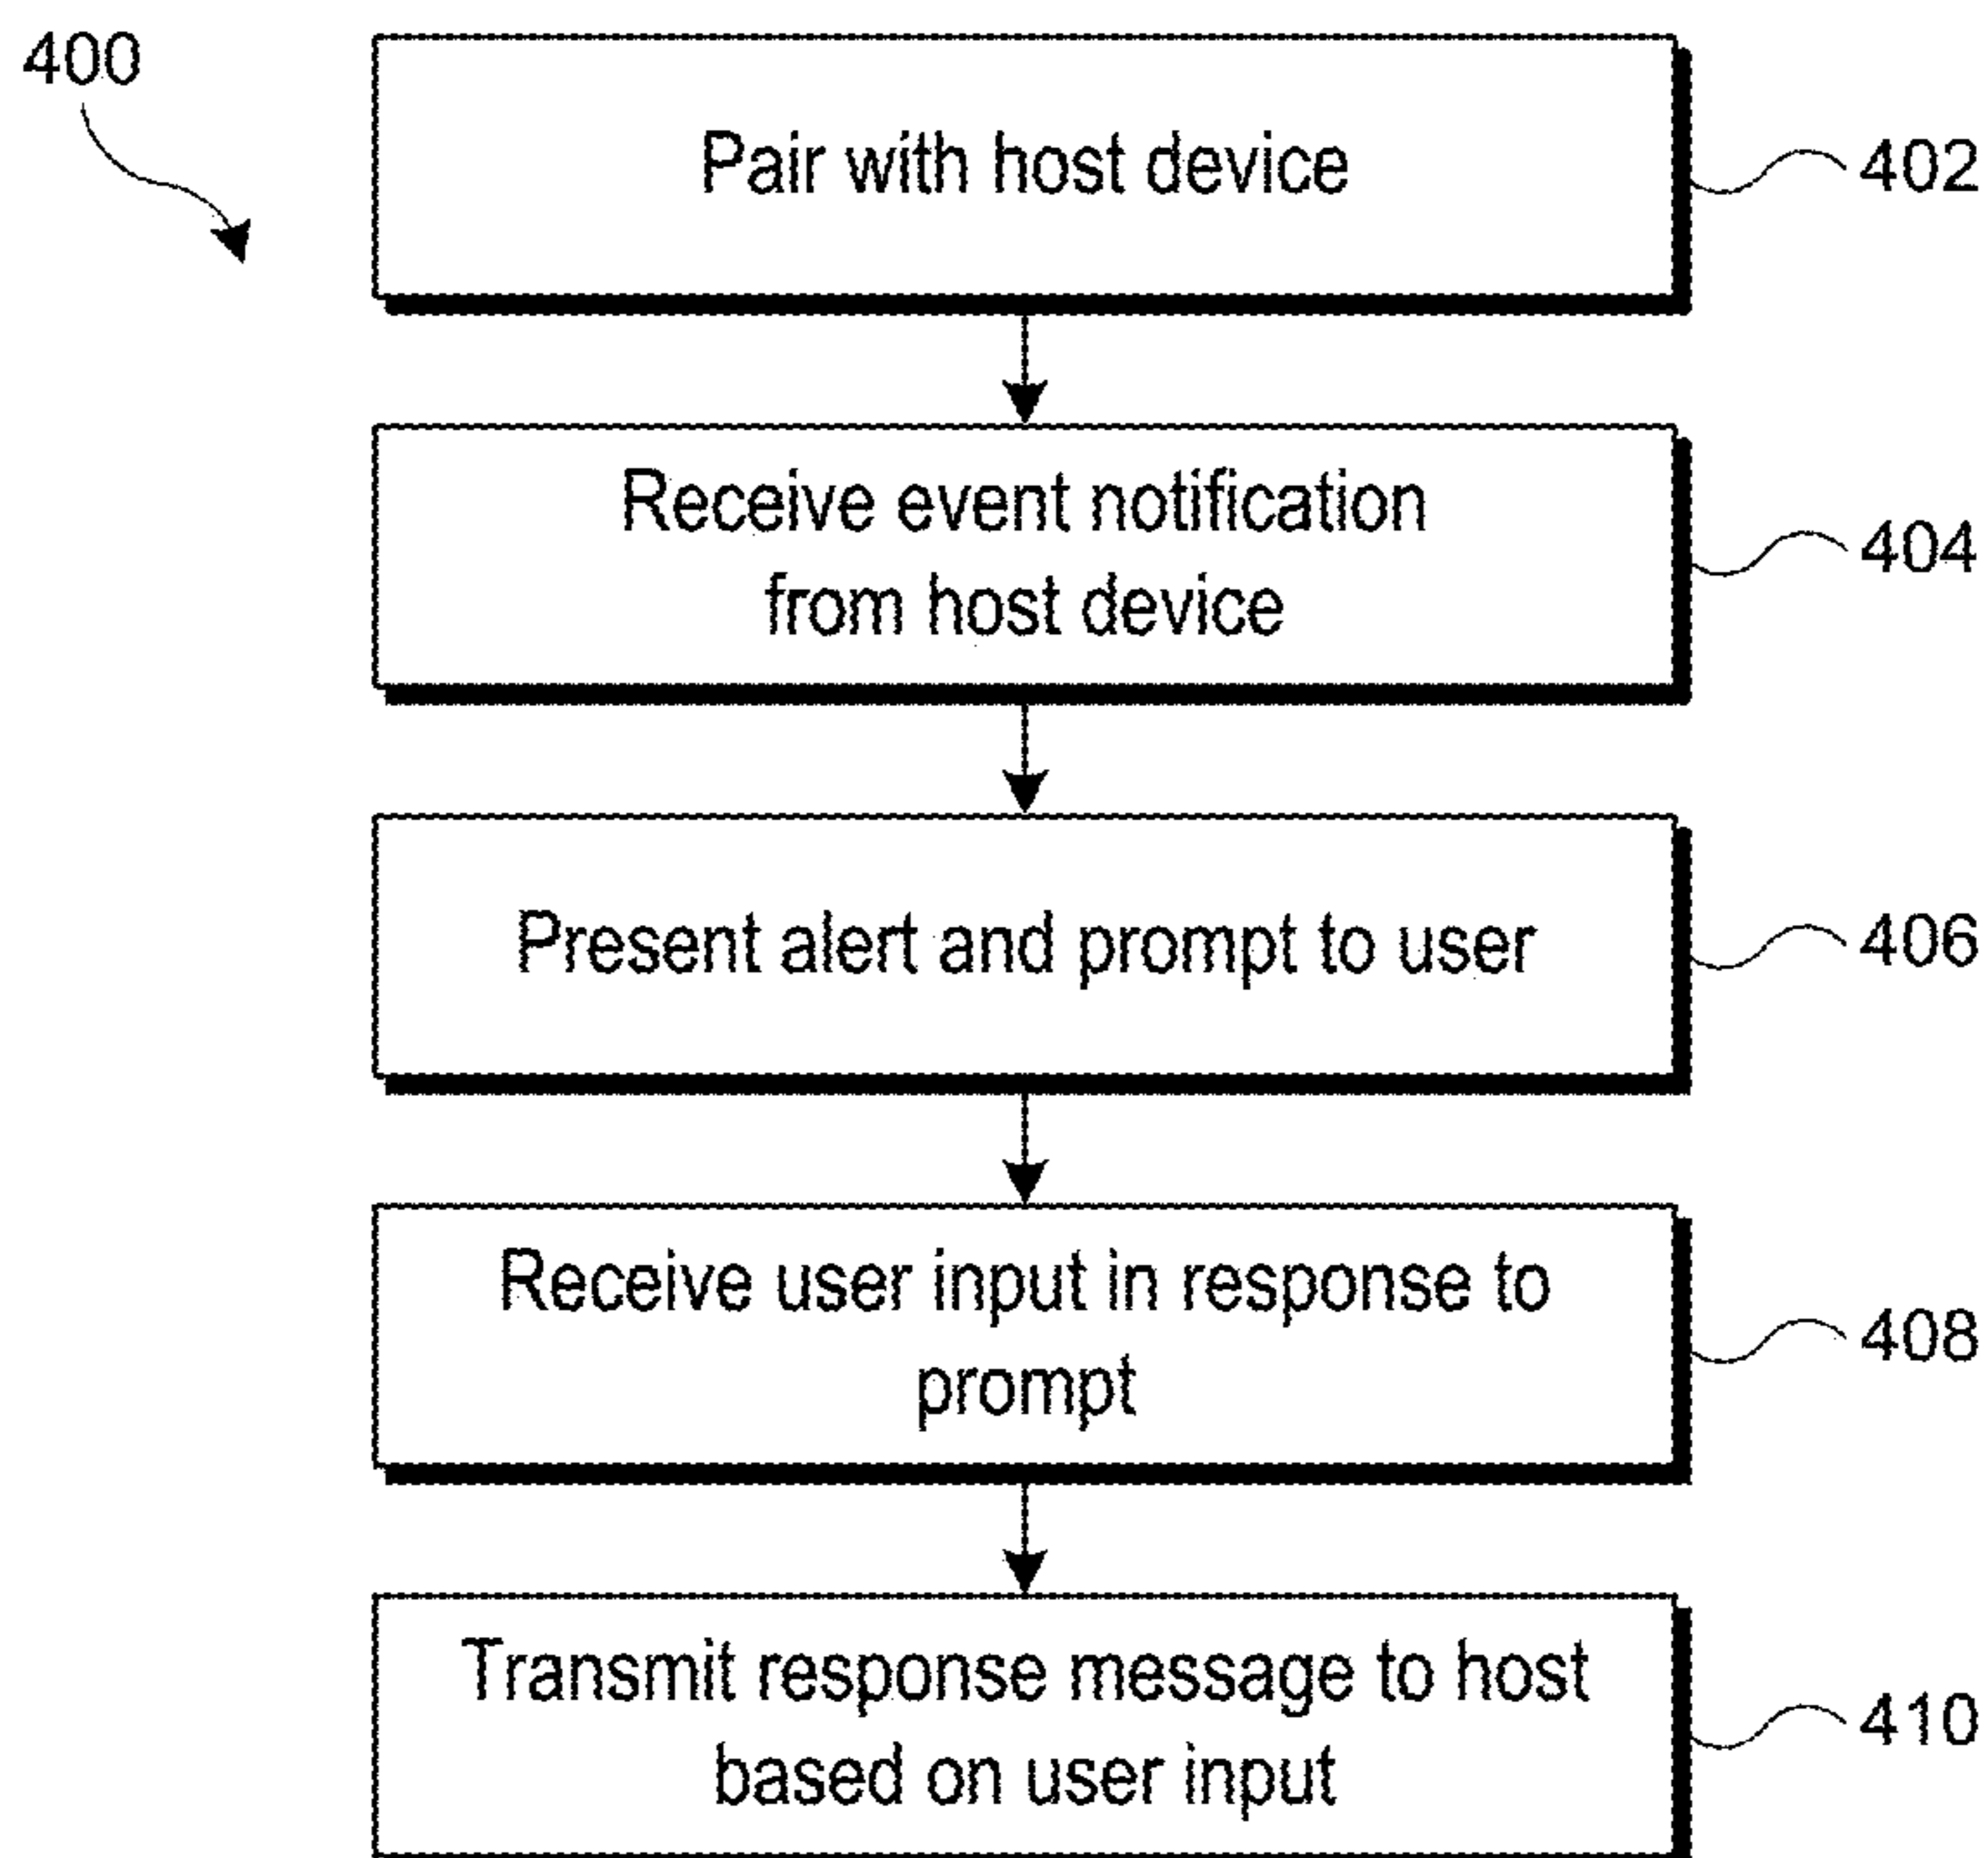 400
Pair with host device
402
Receive event notification
from host device
404
Present alert and prompt to user
406
Receive user input in response to
prompt
408
Transmit response message to host
based on user input
410